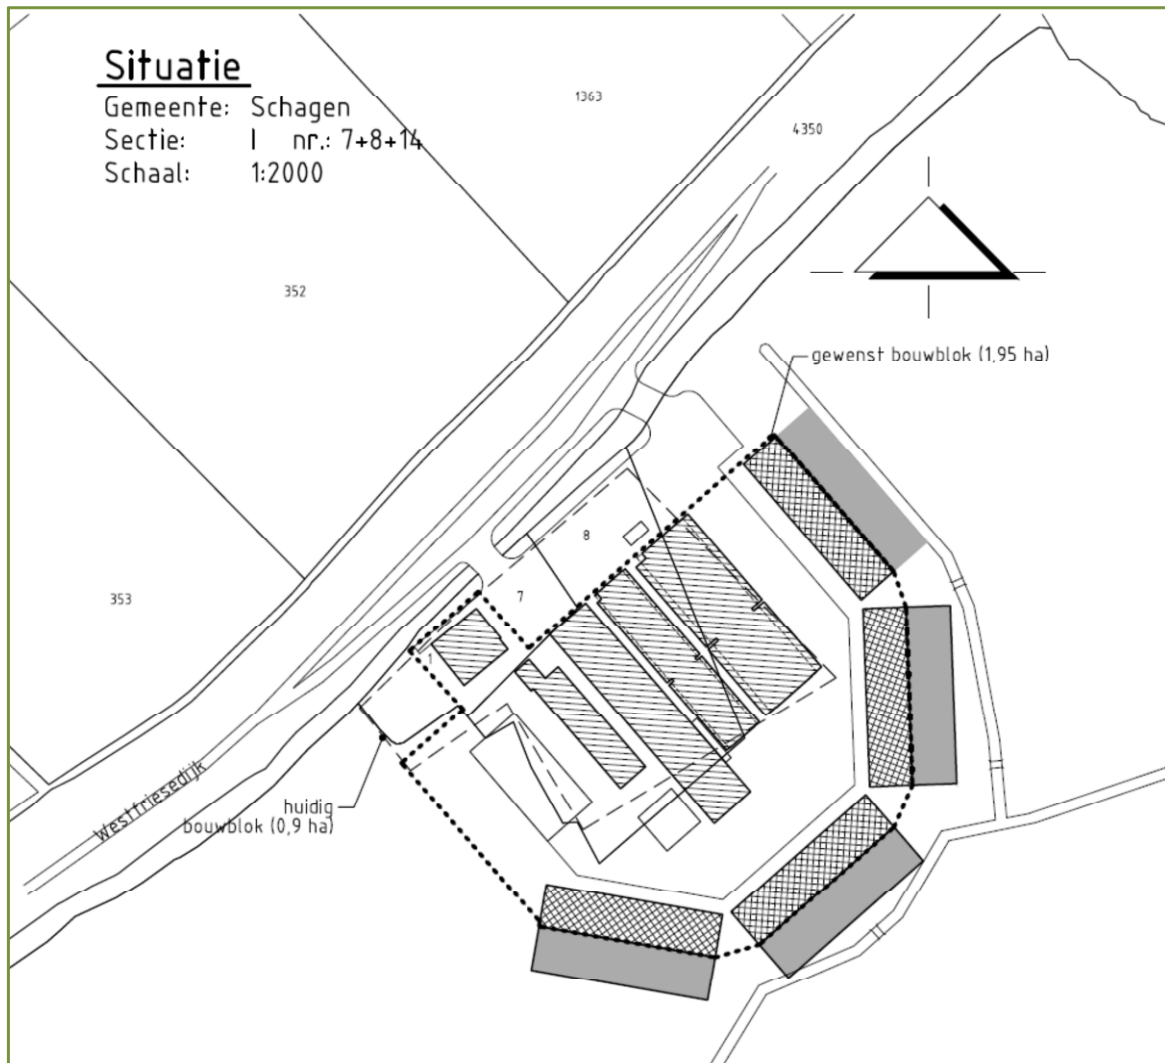 Situatie
Gemeente: Schagen
Sectie: I nr.: 7+8+14
Schaal: 1:2000
1363
4350
352
gewenst bouwblok (1,95 ha)
8
7
353
1
huidig
bouwblok (0,9 ha)
Westfriesedijk